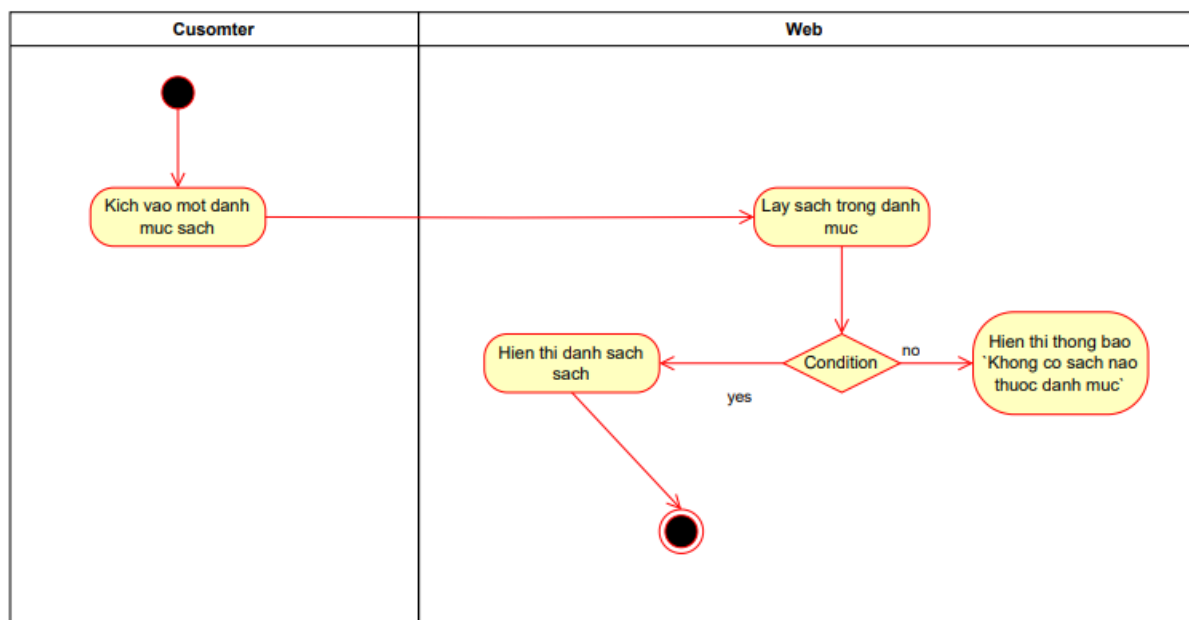 Cusomter
Web
Kich vao mot danh
muc sach
Lay sach trong danh
muc
Hien thi danh sach
sach
Condition
no
Hien thi thong bao
`Khong co sach nao
thuoc danh muc`
yes